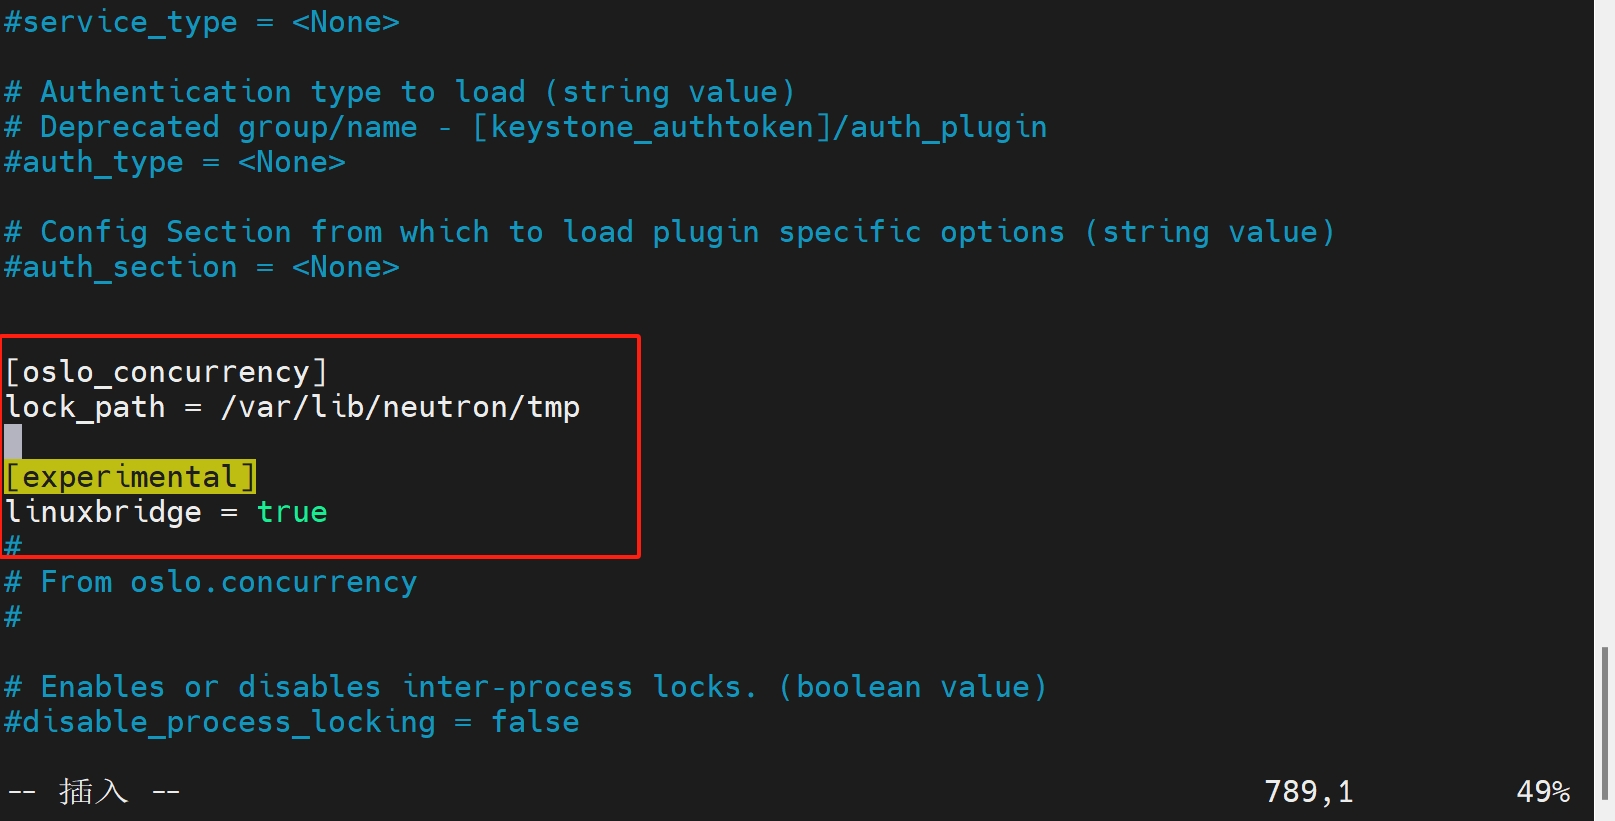 #service_type = <None>
# Authentication type to load (string value)
# Deprecated group/name - [keystone_authtoken]/auth_plugin
#auth_type = <None>
# Config Section from which to load plugin specific options (string value)
#auth_section = <None>
[oslo_concurrency]
lock_path = /var/lib/neutron/tmp
[experimental]
linuxbridge = true
#
# From oslo.concurrency
#
# Enables or disables inter-process locks. (boolean value)
#disable_process_locking = false
-- 插入 -- 789,1 49%